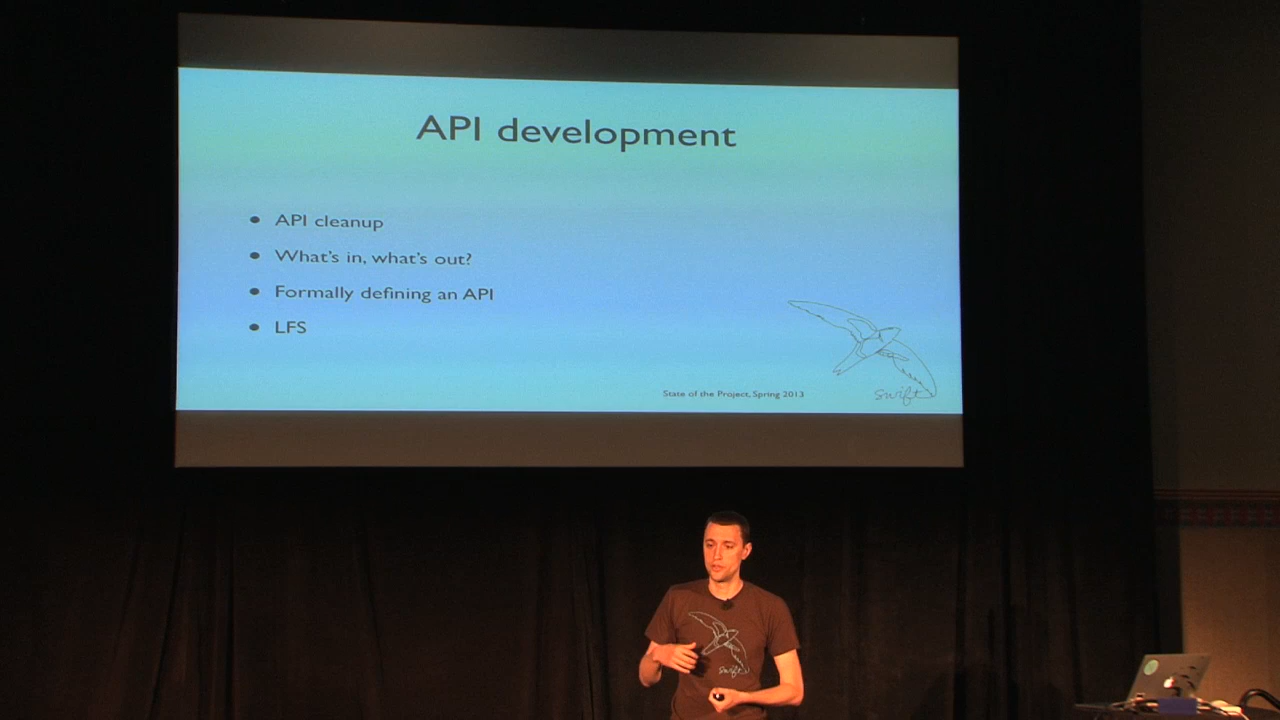 API development
• API cleanup
• What's in, what's out?
• Formally defining an API
• LFS
State of the Project, Spring 2013
swift
swift